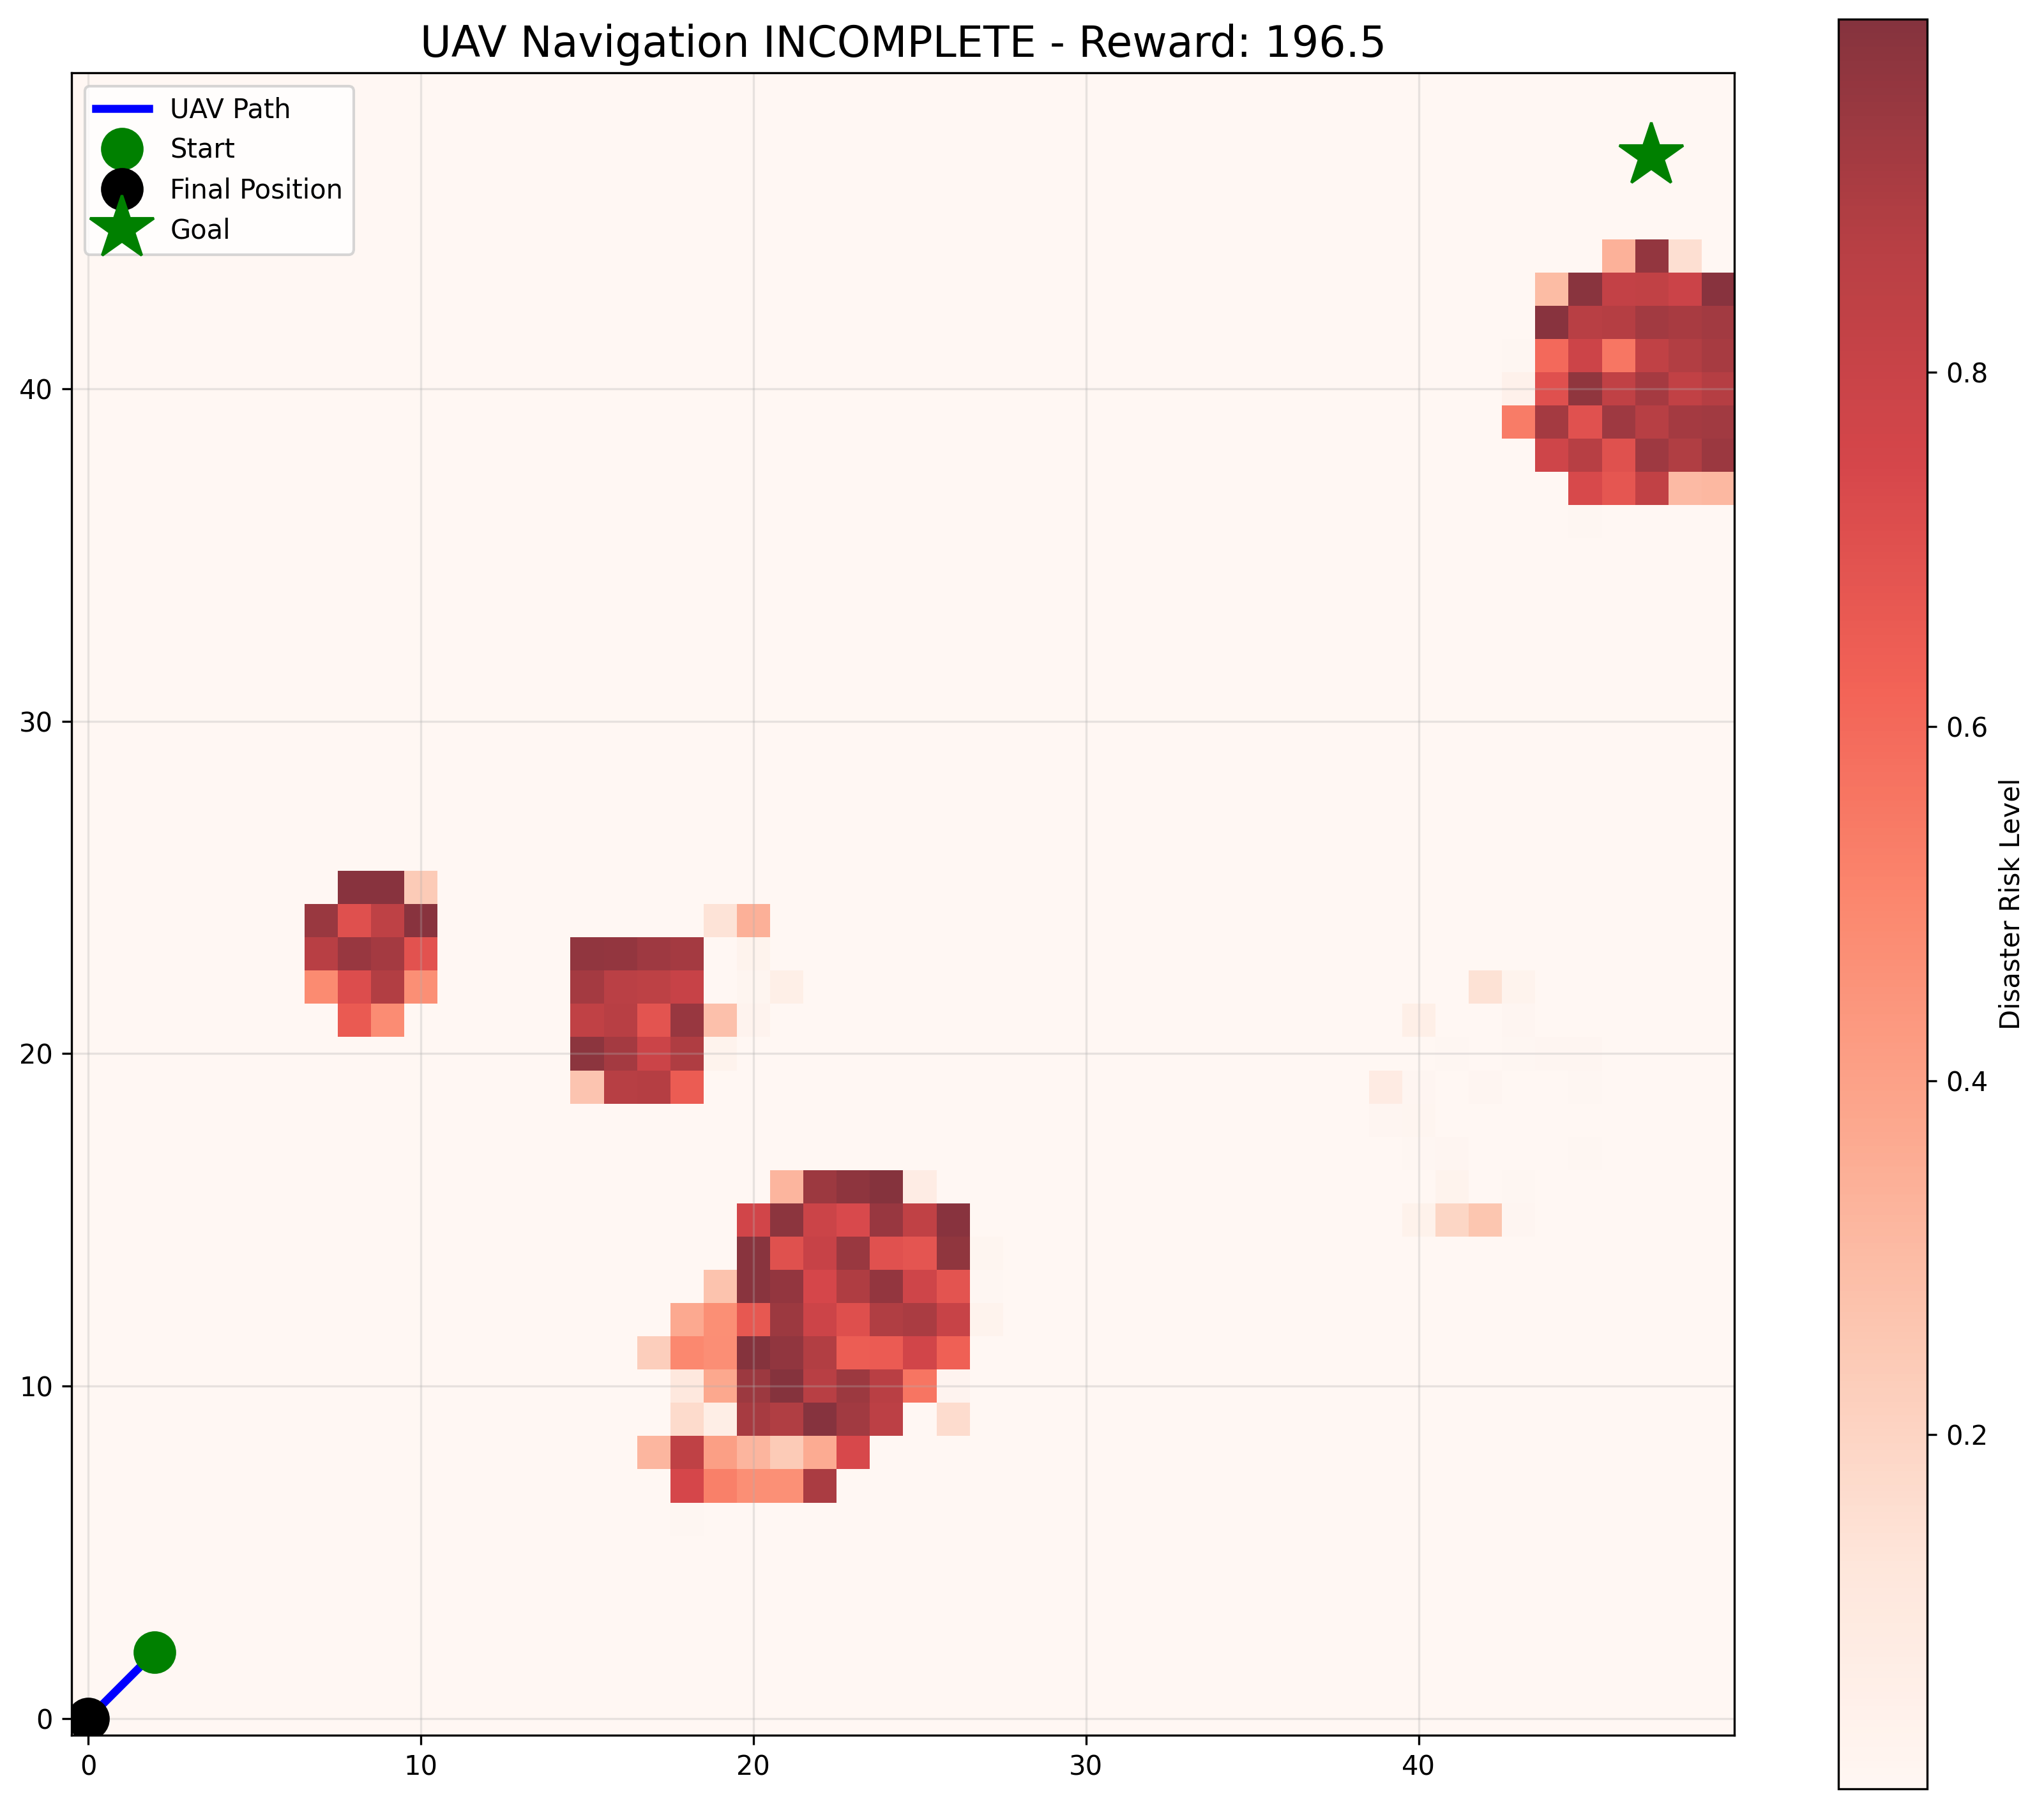 UAV Navigation INCOMPLETE - Reward: 196.5
UAV Path
Start
Final Position
Goal
40
30
20
10
0
0 10 20 30 40
0.8
0.6
0.4
0.2
Disaster Risk Level